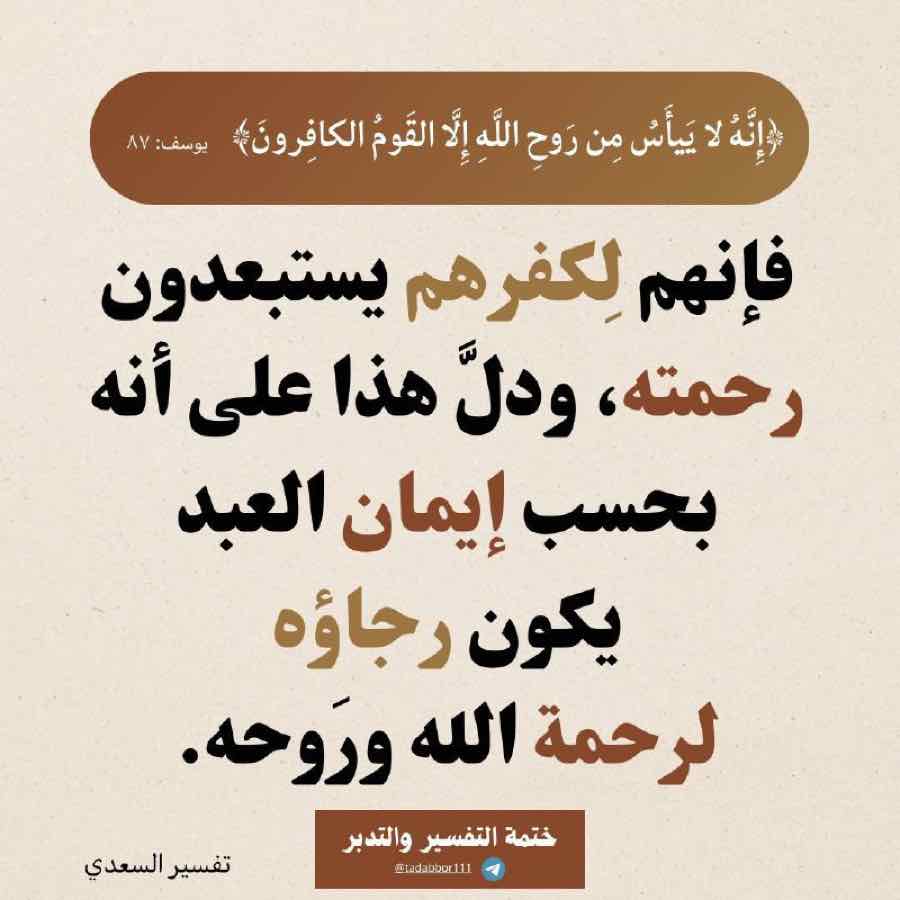 ﴿إِنَّهُ لا يَيأَسُ مِن رَوحِ اللَّهِ إِلَّا القَومُ الكافِرونَ﴾ يوسف: ٨٧
فإنهم لِكفرهم يستبعدون
رحمته، ودلَّ هذا على أنه
بحسب إيمان العبد
يكون رجاؤه
لرحمة الله ورَوحه.
ختمة التفسير والتدبر
@tadabbor111
تفسير السعدي